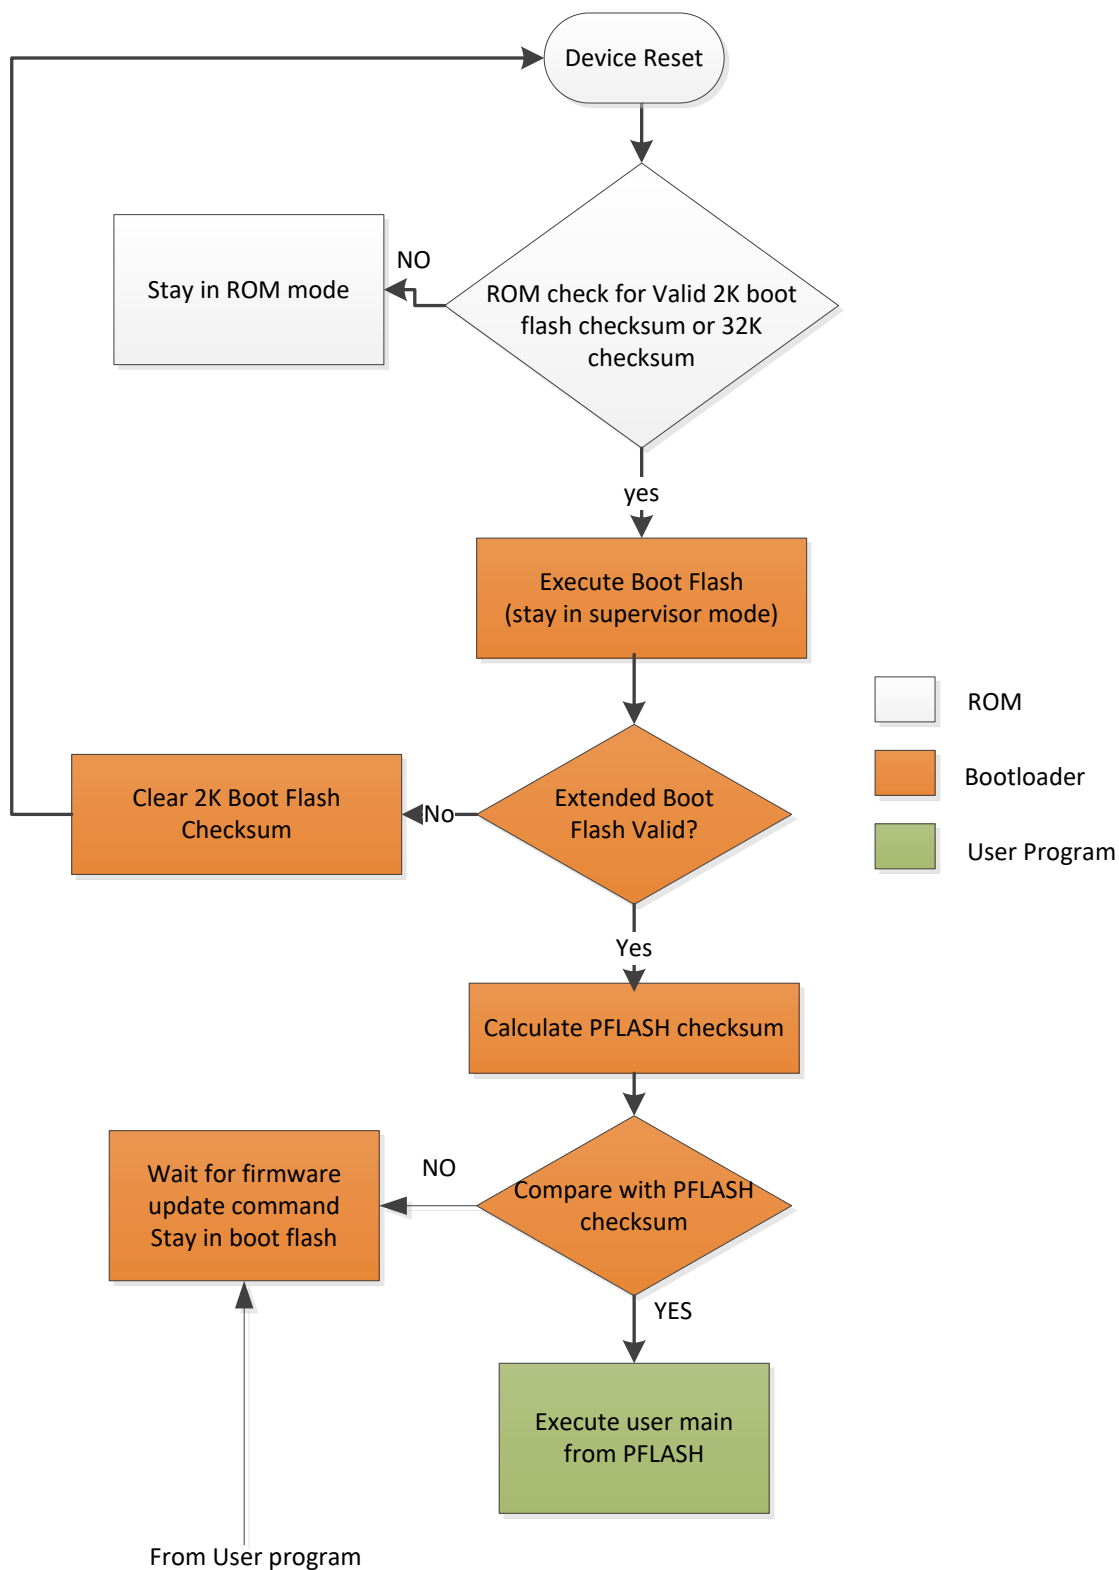 Device Reset
NO
Stay in ROM mode
ROM check for Valid 2K boot
flash checksum or 32K
checksum
yes
Execute Boot Flash
(stay in supervisor mode)
ROM
Bootloader
User Program
Clear 2K Boot Flash
Checksum
No
Extended Boot
Flash Valid?
Yes
Calculate PFLASH checksum
Wait for firmware
update command
Stay in boot flash
NO
Compare with PFLASH
checksum
YES
Execute user main
from PFLASH
From User program